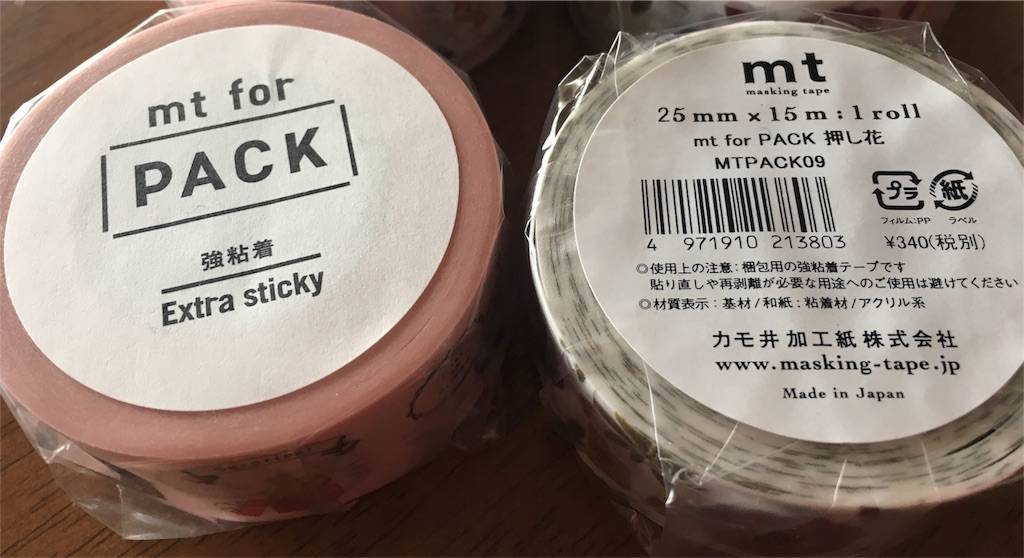 mt for
PACK
強粘着
Extra sticky
mt
masking tape
25mm×15m:1roll
mt for PACK 押し花
MTPACK09
4 971910 213803
プラ
フィルム:PP
紙
ラベル
¥340(税別)
◎使用上の注意:梱包用の強粘着テープです
貼り直しや再剥離が必要な用途へのご使用は避けてください
◎材質表示:基材/和紙:粘着材/アクリル系
カモ井加工紙株式会社
www.masking-tape.jp
Made in Japan